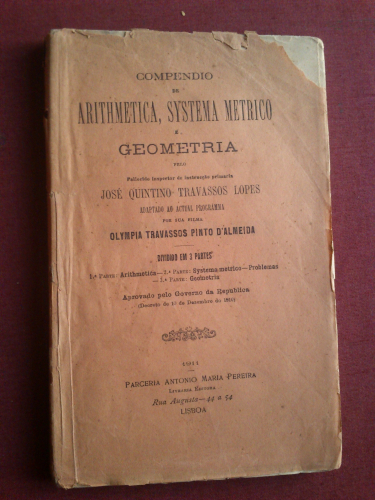 COMPENDIO
DE
ARITHMETICA, SYSTEMA METRICO
E
GEOMETRIA
PELO
Fallecido Inspector de instrucção primaria
JOSÉ QUINTINO TRAVASSOS LOPES
ADAPTADO AO ACTUAL PROGRAMMA
POR SUA FILHA
OLYMPIA TRAVASSOS PINTO D'ALMEIDA
DIVIDIDO EM 3 PARTES
1.ª PARTE: Arithmetica—2.ª PARTE: Systema metrico—Problemas
—3.ª PARTE: Geometria
Approvado pelo Governo da Republica
PARCERIA ANTONIO MARIA PEREIRA
LIVRARIA EDITORA
Rua Augusta—44 a 54
LISBOA